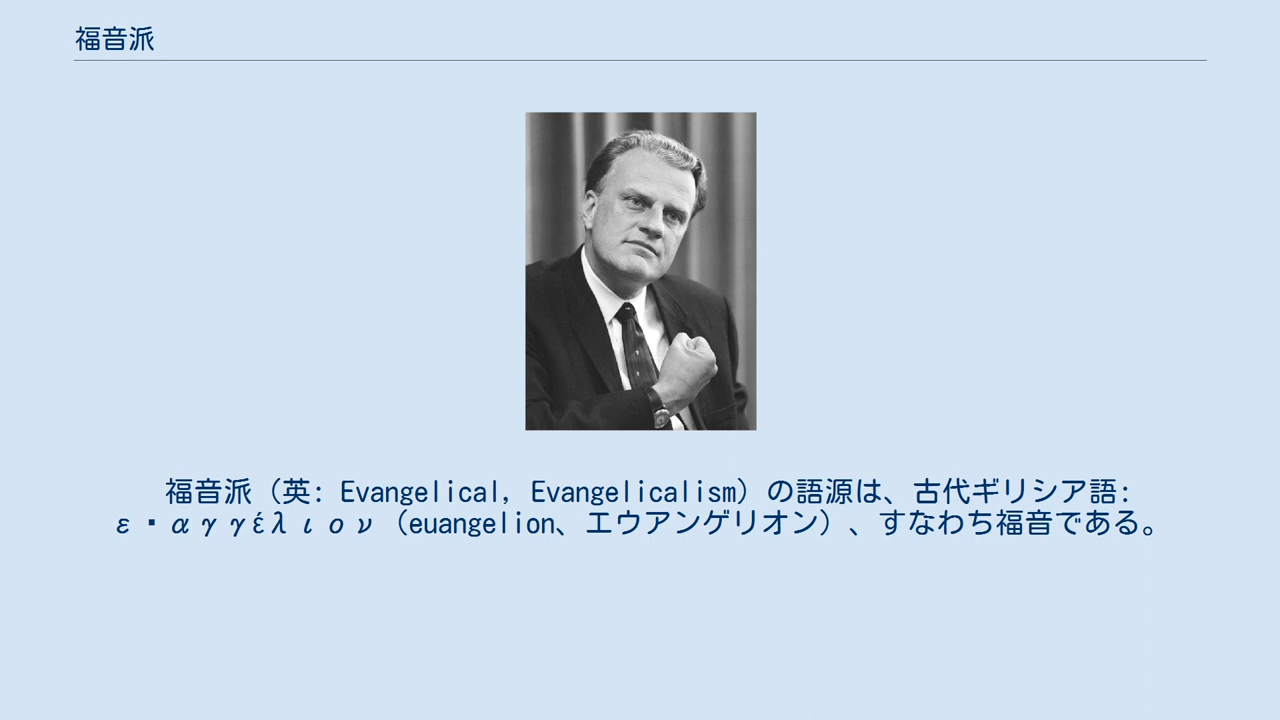 福音派
福音派（英: Evangelical, Evangelicalism）の語源は、古代ギリシア語:
ε・αγγέλιον（euangelion、エウアンゲリオン）、すなわち福音である。